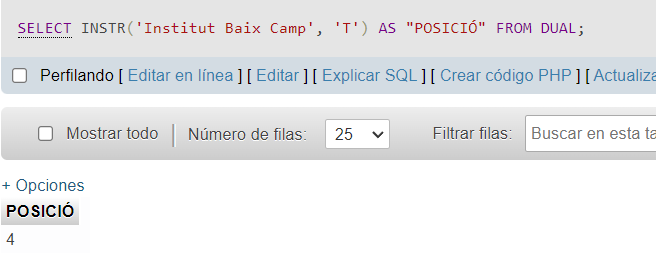 SELECT INSTR('Institut Baix Camp', 'T') AS "POSICIÓ" FROM DUAL;
Perfilando [ Editar en línea ] [ Editar ] [ Explicar SQL ] [ Crear código PHP ] [ Actualiza
Mostrar todo Número de filas: 25 Filtrar filas: Buscar en esta ta
+ Opciones
POSICIÓ
4